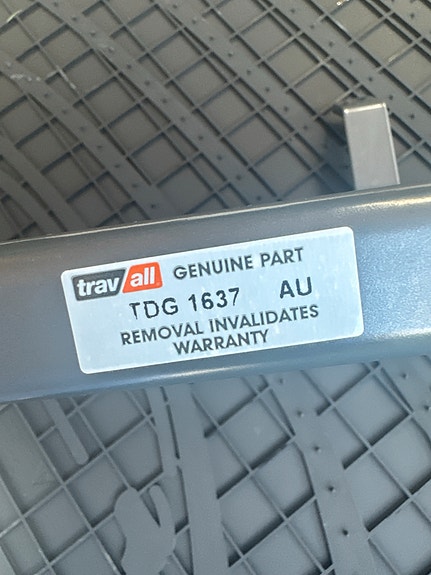 travall GENUINE PART
TDG 1637 AU
REMOVAL INVALIDATES
WARRANTY